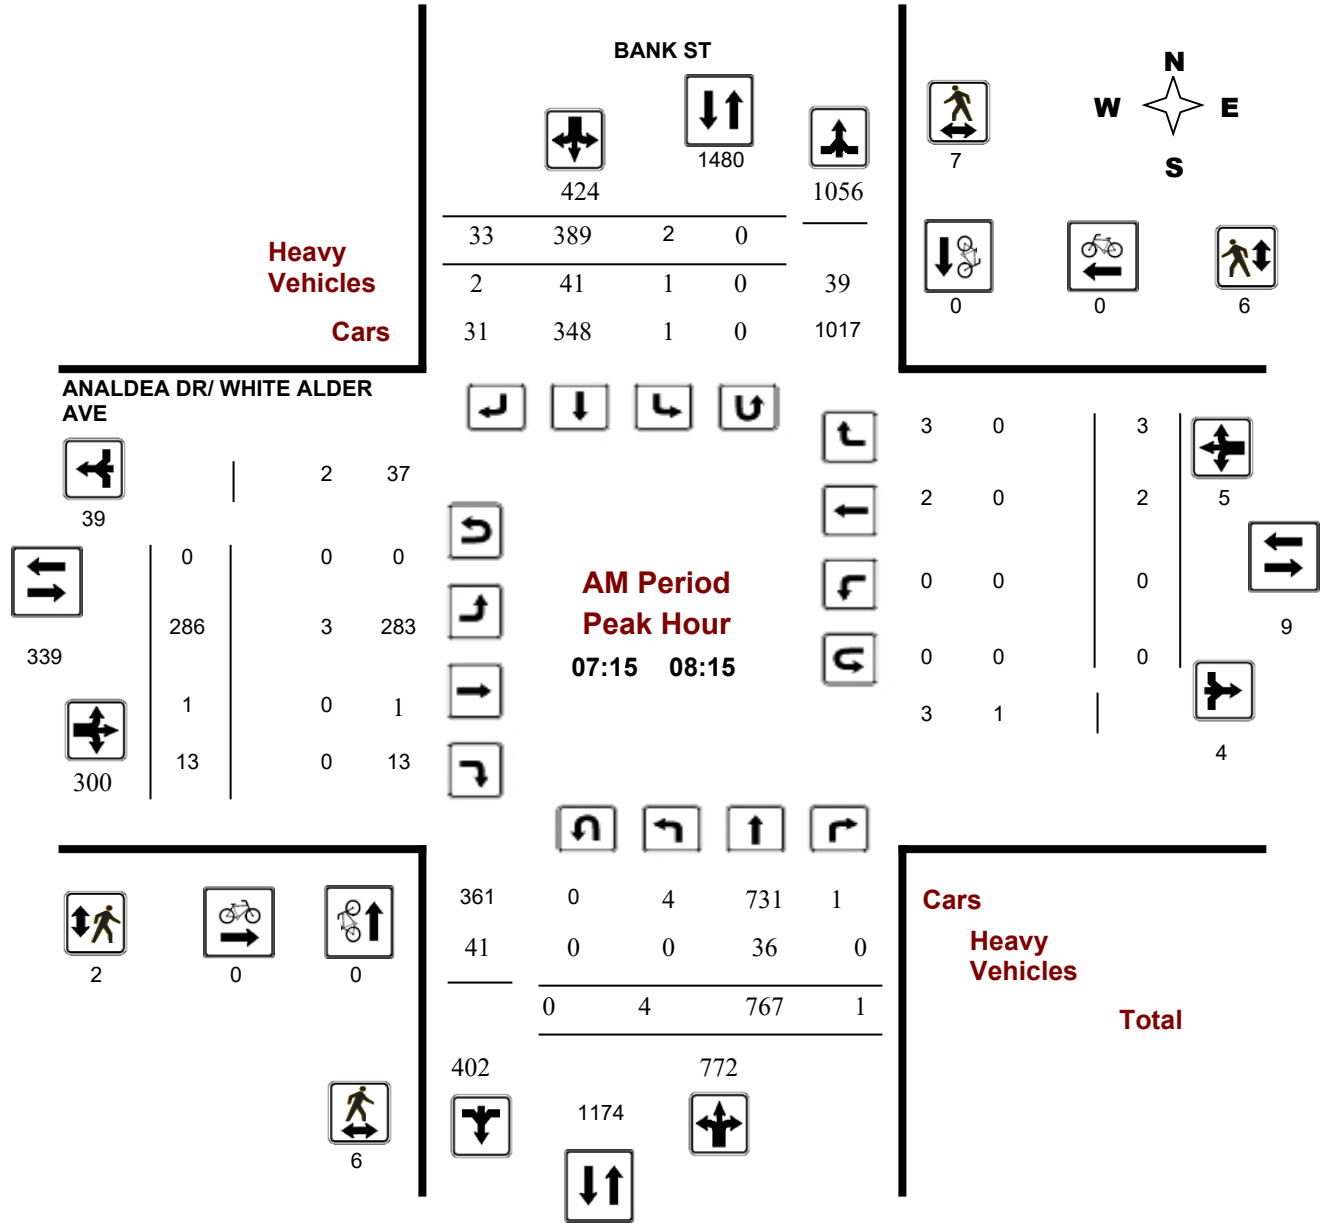 BANK ST
N
W E
S
1480
7
424 1056
33 389 2 0
Heavy
Vehicles
2 41 1 0 39
Cars
31 348 1 0 1017
0 0 6
ANALDEA DR/ WHITE ALDER
AVE
3 0 3
2 37
39
2 0 2 5
0 0 0
0 0 0
AM Period
Peak Hour
286 3 283
9
339
07:15 08:15
0 0 0
1 0 1
3 1
4
13 0 13
300
361 0 4 731 1
Cars
41 0 0 36 0
Heavy
Vehicles
2 0 0
0 4 767 1
Total
402 772
1174
6